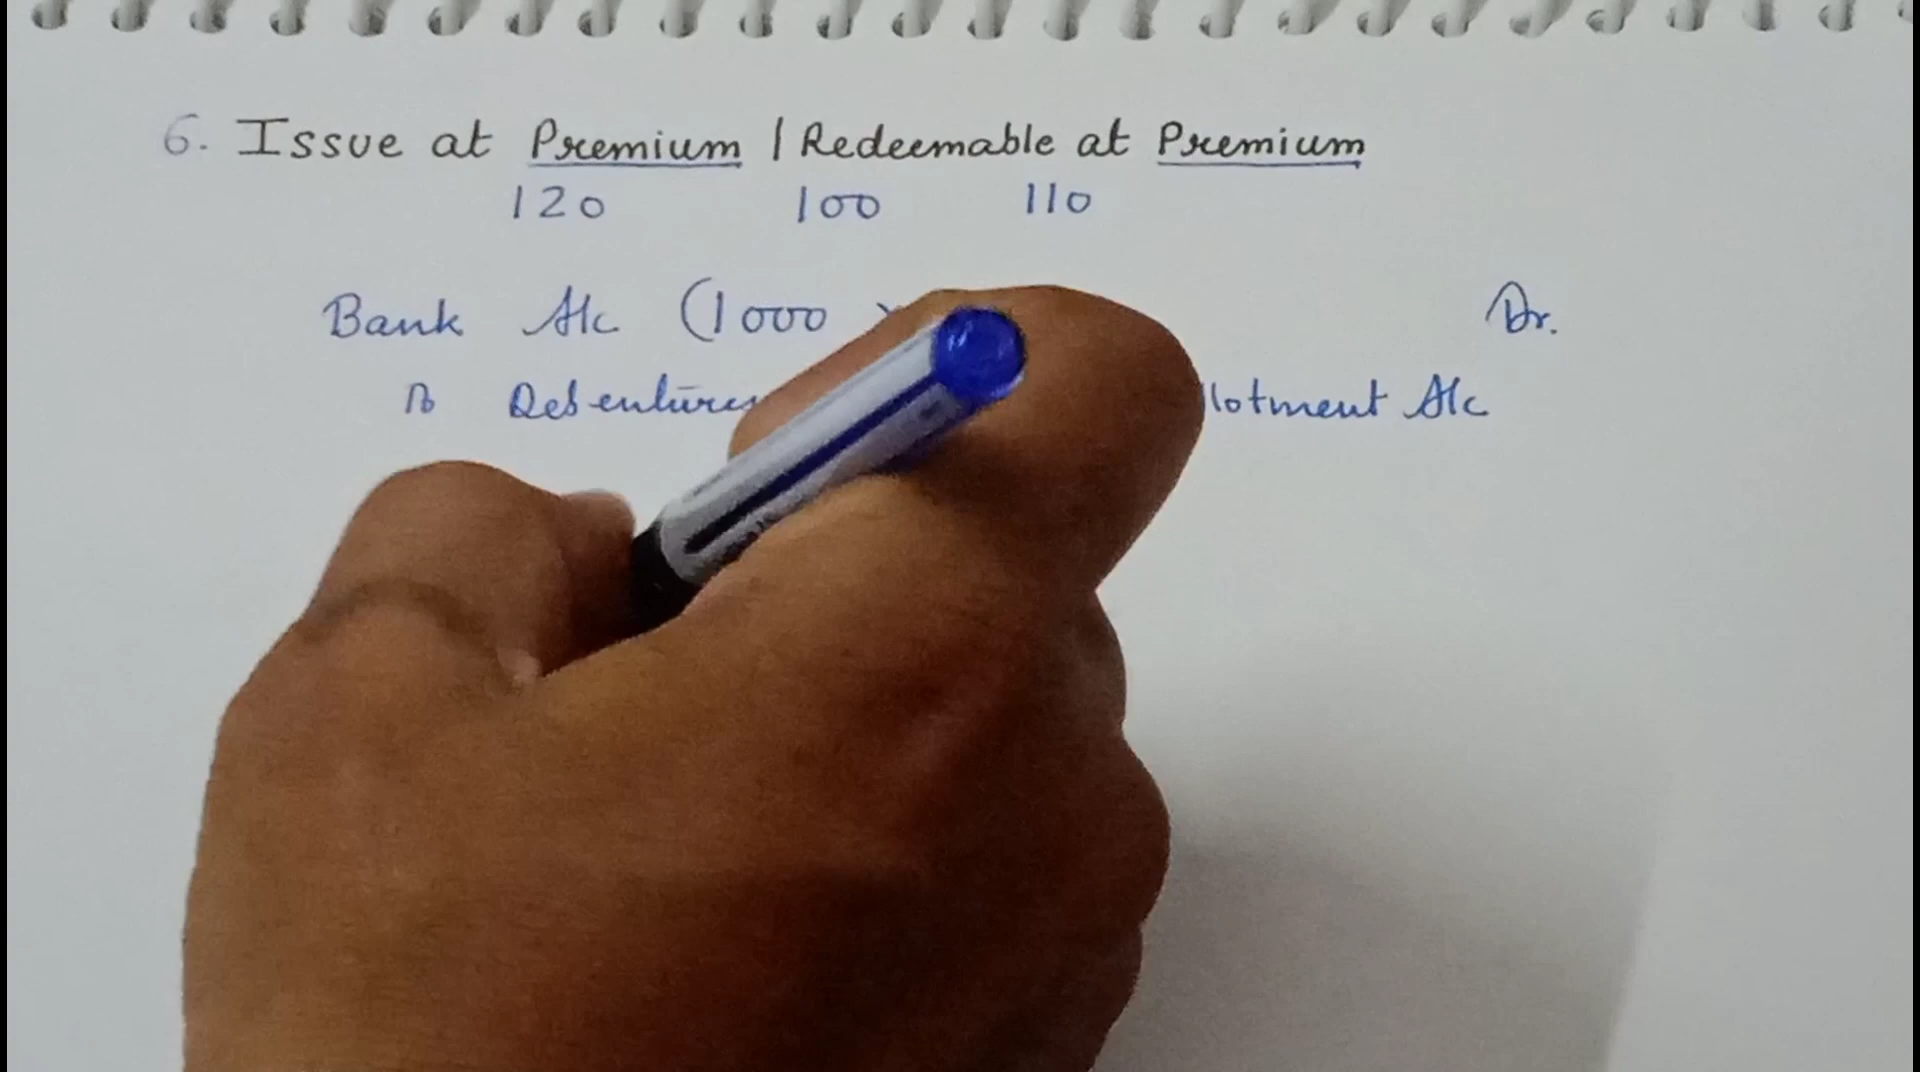 6. Issue at Premium | Redeemable at Premium
120 100 110
Bank A/c (1000 Dr.
To Debentures lotment A/c